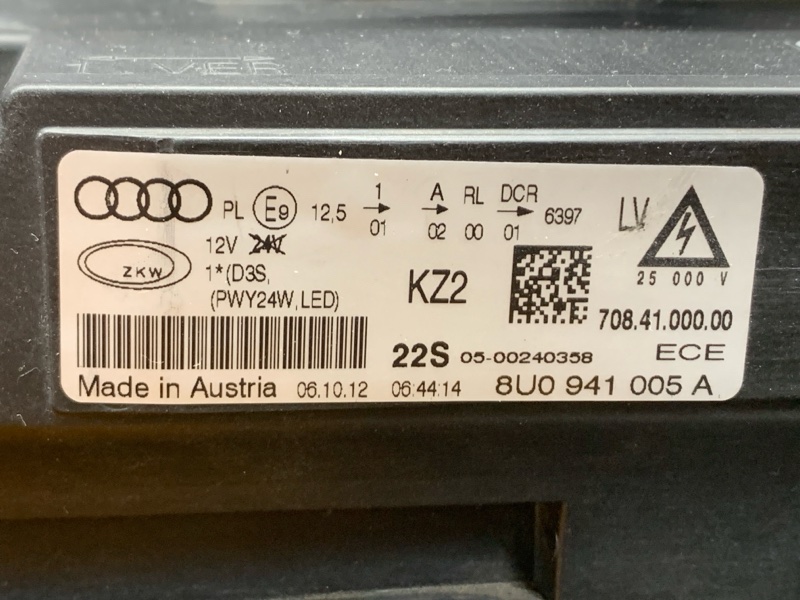 PL E9 12,5 1 → 01 A → 02 RL 00 DCR → 01 6397 LV
12V 24V
ZKW 1*(D3S,
(PWY24W,LED) KZ2
25 000 V
708.41.000.00
22S 05-00240358 ECE
Made in Austria 06.10.12 06:44:14 8U0 941 005 A